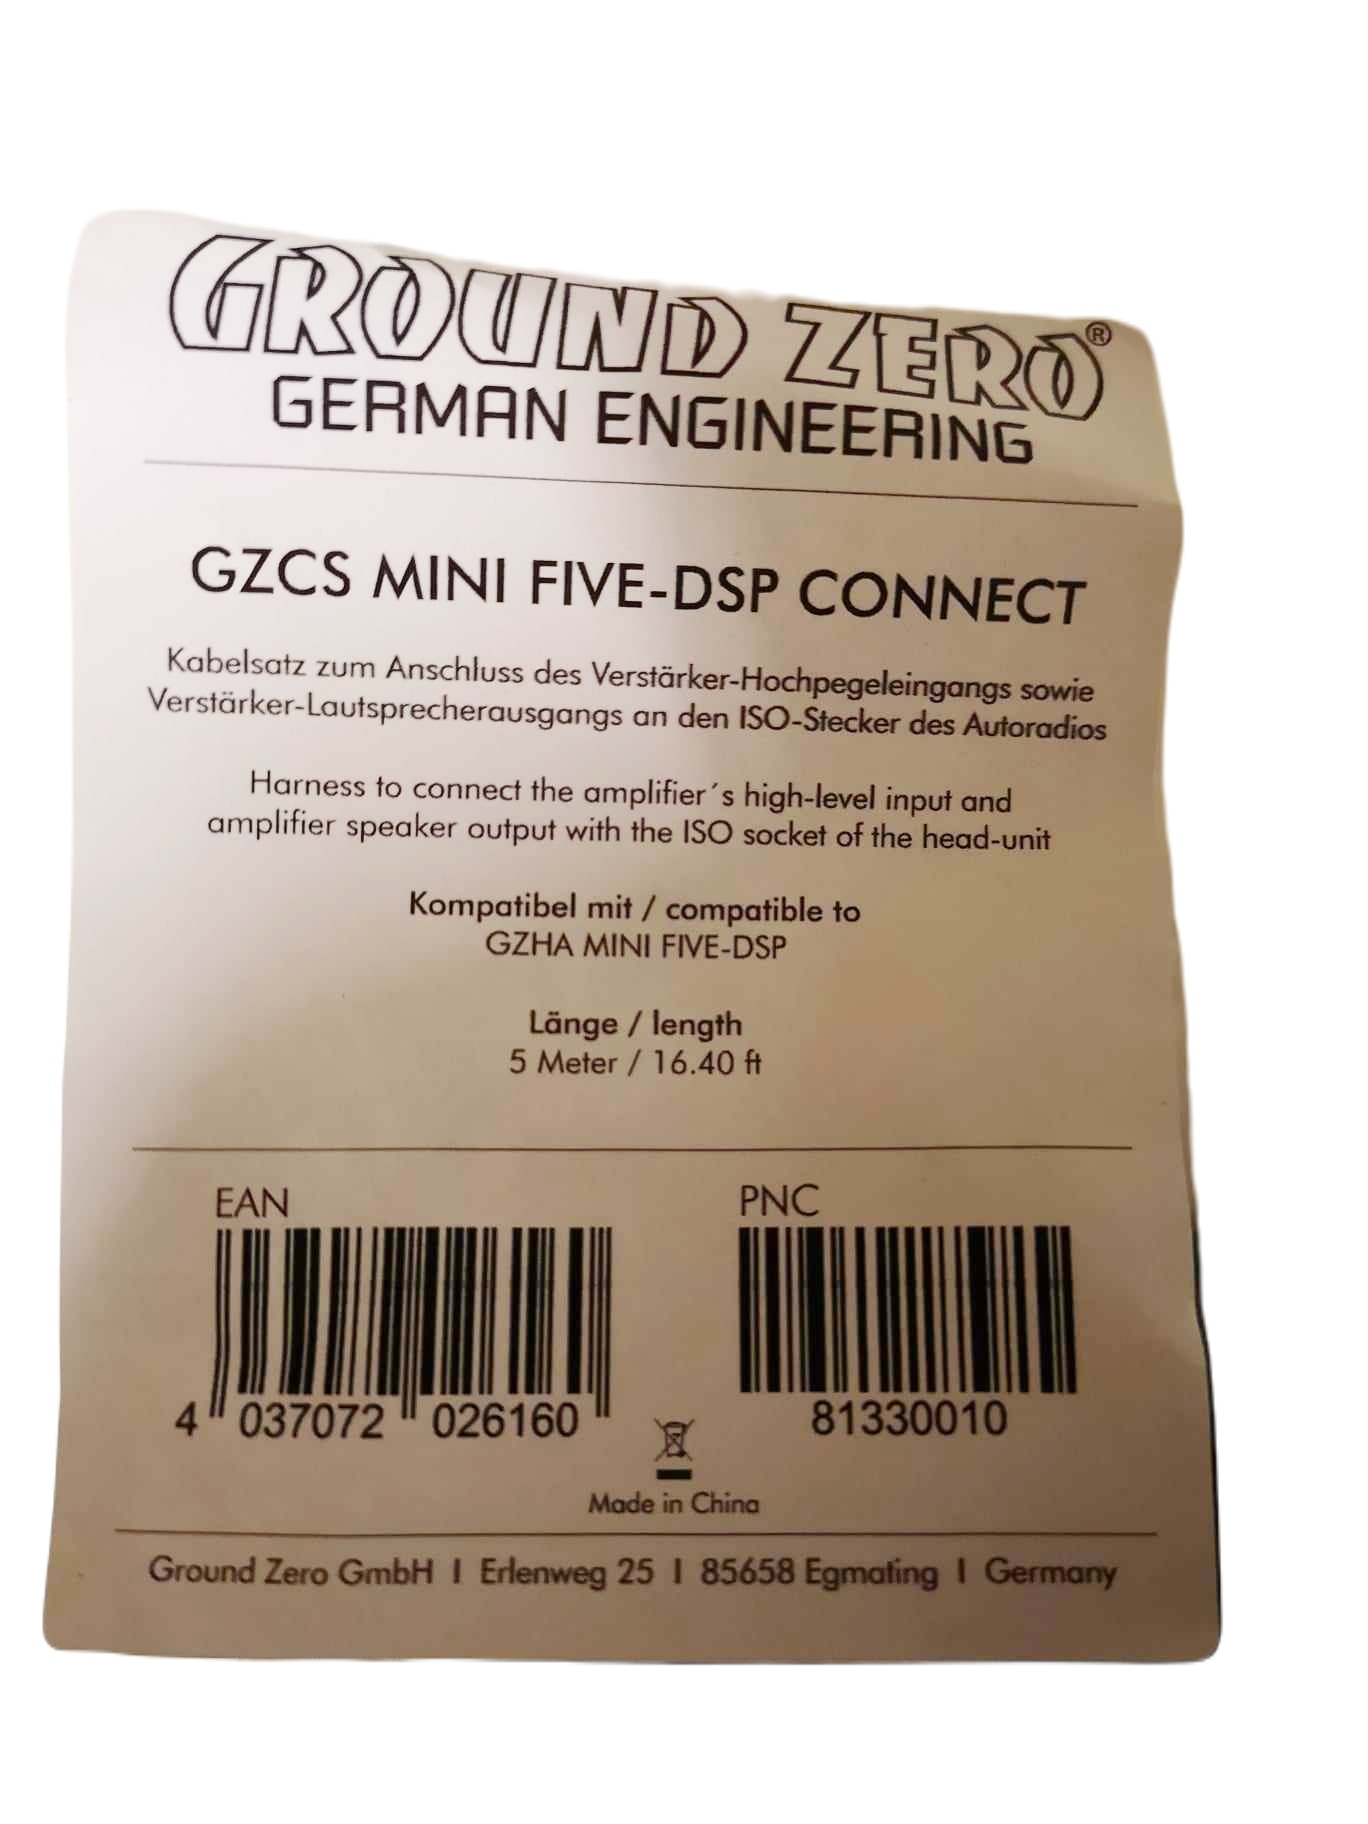 GROUND ZERO®
GERMAN ENGINEERING
GZCS MINI FIVE-DSP CONNECT
Kabelsatz zum Anschluss des Verstärker-Hochpegeleingangs sowie
Verstärker-Lautsprecherausgangs an den ISO-Stecker des Autoradios
Harness to connect the amplifier´s high-level input and
amplifier speaker output with the ISO socket of the head-unit
Kompatibel mit / compatible to
GZHA MINI FIVE-DSP
Länge / length
5 Meter / 16.40 ft
EAN
4 037072 026160
PNC
81330010
Made in China
Ground Zero GmbH I Erlenweg 25 I 85658 Egmating I Germany